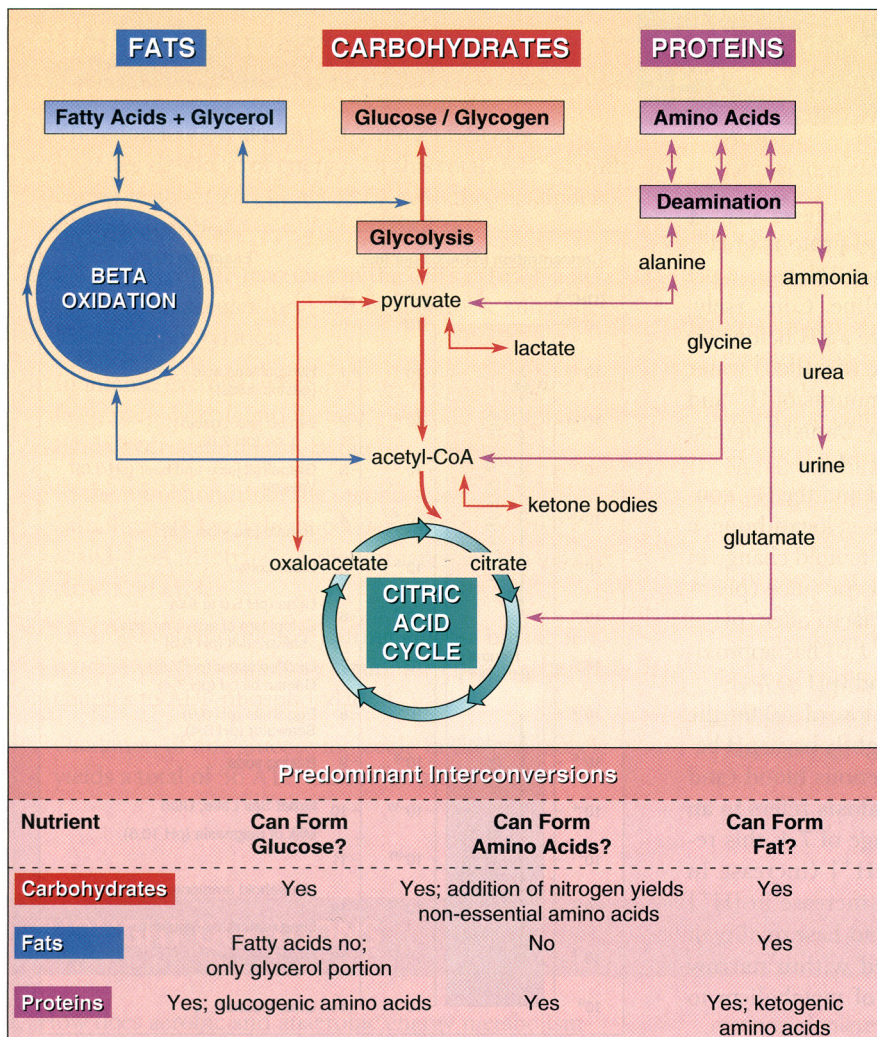 FATS
CARBOHYDRATES
PROTEINS
Fatty Acids + Glycerol
Glucose / Glycogen
Amino Acids
Deamination
Glycolysis
BETA
OXIDATION
alanine
ammonia
pyruvate
glycine
lactate
urea
acetyl-CoA
urine
ketone bodies
glutamate
oxaloacetate
citrate
CITRIC
ACID
CYCLE
Predominant Interconversions
Nutrient
Can Form
Glucose?
Can Form
Amino Acids?
Can Form
Fat?
Carbohydrates
Yes
Yes; addition of nitrogen yields
non-essential amino acids
Yes
Fats
Fatty acids no;
only glycerol portion
No
Yes
Proteins
Yes; glucogenic amino acids
Yes
Yes; ketogenic
amino acids